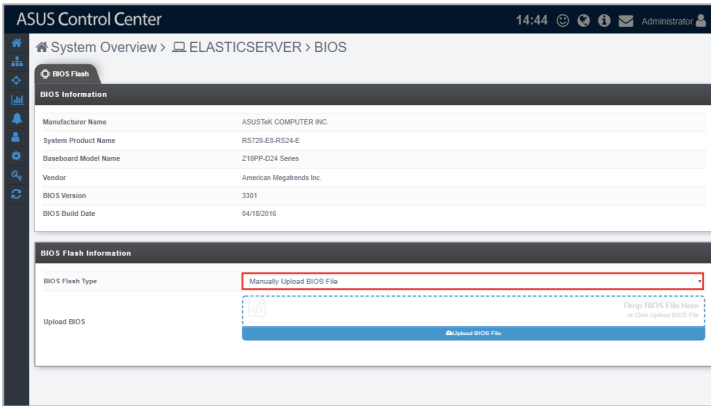 ASUS Control Center
14:44
Administrator
System Overview > ELASTICSERVER > BIOS
BIOS Flash
BIOS Information
Manufacturer Name ASUSTeK COMPUTER INC.
System Product Name RS720-E8-RS24-E
Baseboard Model Name Z10PP-D24 Series
Vendor American Megatrends Inc.
BIOS Version 3301
BIOS Build Date 04/18/2016
BIOS Flash Information
BIOS Flash Type Manually Upload BIOS File
Drop BIOS File Here
or Click Upload BIOS File
Upload BIOS
Upload BIOS File